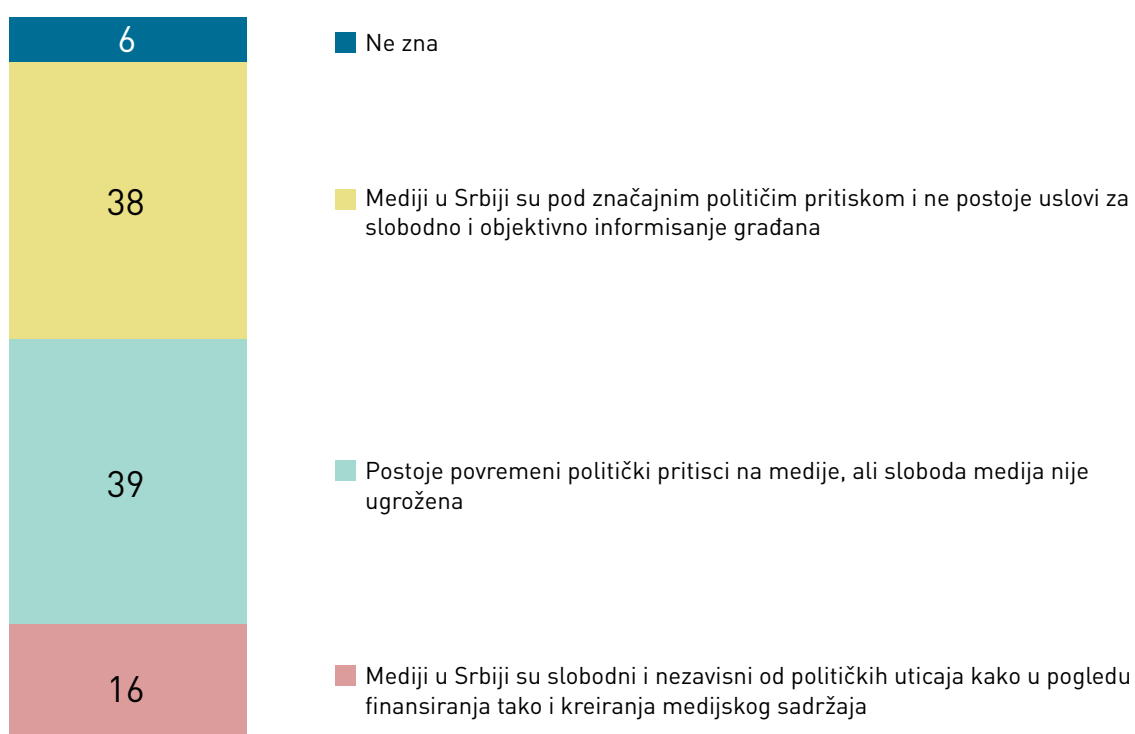 6
Ne zna
38
Mediji u Srbiji su pod značajnim političim pritiskom i ne postoje uslovi za
slobodno i objektivno informisanje građana
39
Postoje povremeni politički pritisci na medije, ali sloboda medija nije
ugrožena
16
Mediji u Srbiji su slobodni i nezavisni od političkih uticaja kako u pogledu
finansiranja tako i kreiranja medijskog sadržaja